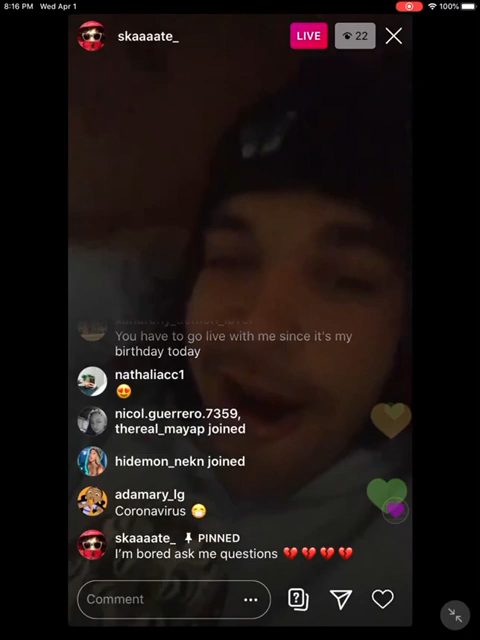 8:16 PM Wed Apr 1
100%
skaaaate_
LIVE
22
You have to go live with me since it's my
birthday today
nathaliacc1
😍
nicol.guerrero.7359,
thereal_mayap joined
hidemon_nekn joined
adamary_lg
Coronavirus 😷
skaaaate_ PINNED
I'm bored ask me questions 💔💔💔💔
Comment